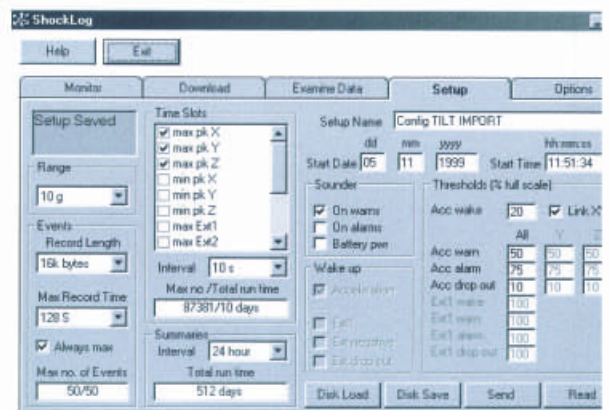 ShockLog
Help
Exit
Monitor
Download
Examine Data
Setup
Options
Setup Saved
Range
10 g
Events
Record Length
16k bytes
Max Record Time
128 S
Always max
Max no. of Events
50/50
Time Slots
max pk X
max pk Y
max pk Z
min pk X
min pk Y
min pk Z
max Ext1
max Ext2
Interval 10 s
Max no /Total run time
87381/10 days
Summaries
Interval 24 hour
Total run time
512 days
Setup Name Config TILT IMPORT
dd mm yyyy hh:mm:ss
Start Date 05 11 1999 Start Time 11:51:34
Sounder
On warns
On alarms
Battery pwr
Wake up
Acceleration
Ext1
Ext negative
Ext drop out
Thresholds (% full scale)
Acc wake 20 Link XY
All Y Z
Acc warn 50 50 50
Acc alarm 75 75 75
Acc drop out 10 10 10
Ext1 wake 100
Ext1 warn 100
Ext1 alarm 100
Ext1 drop out 100
Disk Load
Disk Save
Send
Read